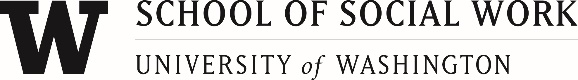 W
SCHOOL OF SOCIAL WORK
UNIVERSITY of WASHINGTON